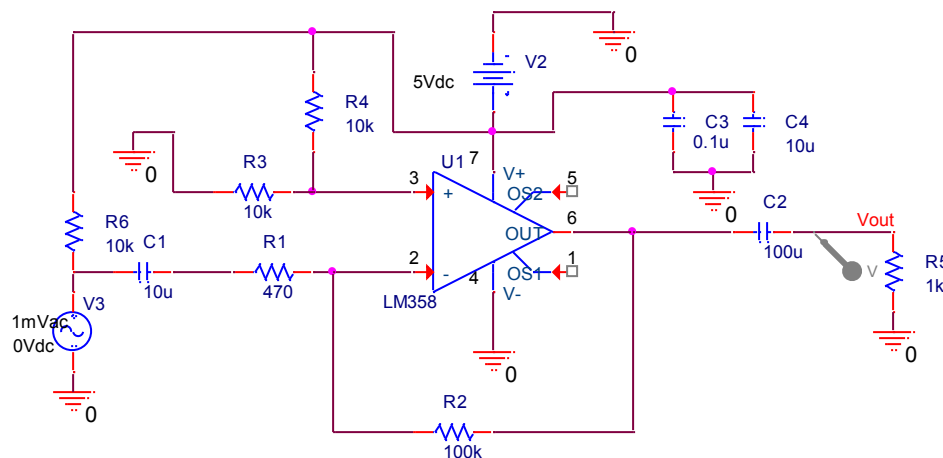 0
V2
5Vdc
R4
10k
C3
0.1u
C4
10u
0
R3
10k
0
U1
7
V+
3
+
OS2
5
6
OUT
2
-
OS1
1
4
V-
LM358
0
R6
10k
C1
10u
R1
470
C2
100u
Vout
V
R5
1k
0
V3
1mVac
0Vdc
0
R2
100k